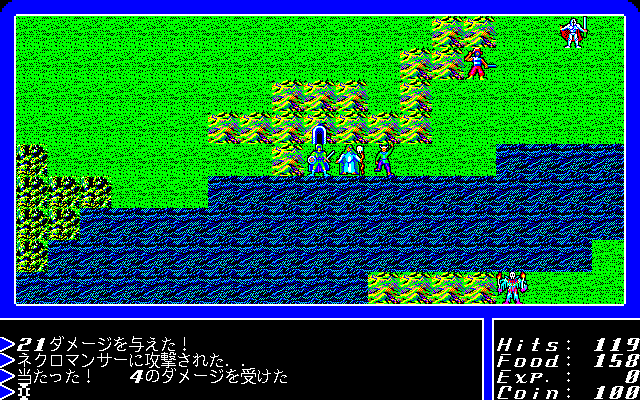 21ダメージを与えた！
ネクロマンサーに攻撃された．．
当たった！　4のダメージを受けた
Hits: 119
Food: 158
Exp.: 0
Coin: 100